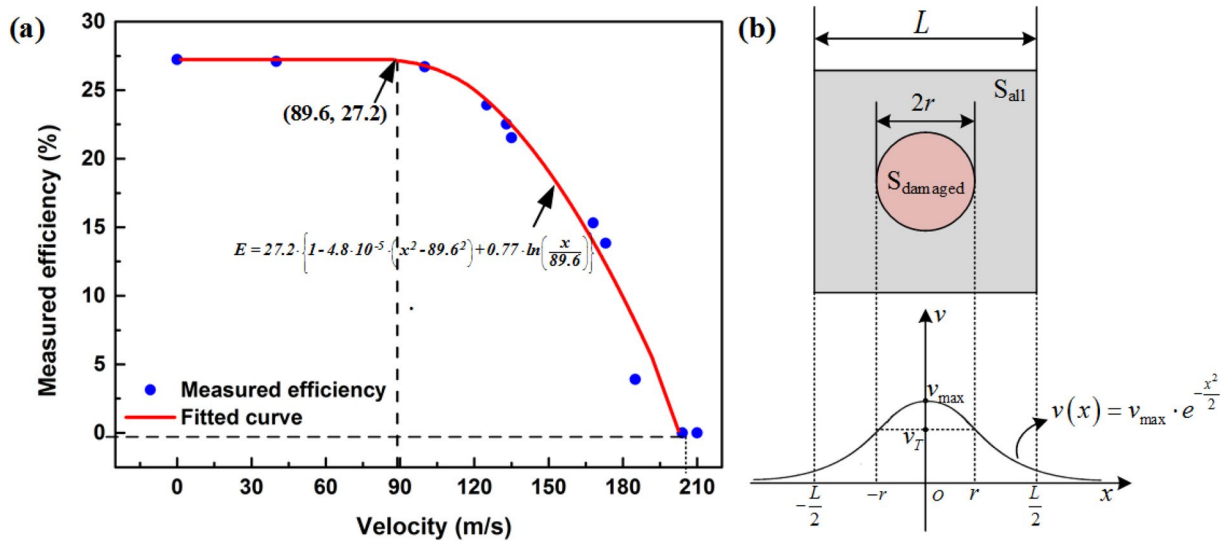 (a)
30
25
20
15
10
5
0
Measured efficiency (%)
(89.6, 27.2)
E = 27.2·{1-4.8·10^-5·(x^2-89.6^2)+0.77·ln(x/89.6)}
Measured efficiency
Fitted curve
0 30 60 90 120 150 180 210
Velocity (m/s)
(b)
L
S_all
2r
S_damaged
v
v_max
v(x) = v_max · e^(-x^2/2)
v_T
-L/2 -r o r L/2 x